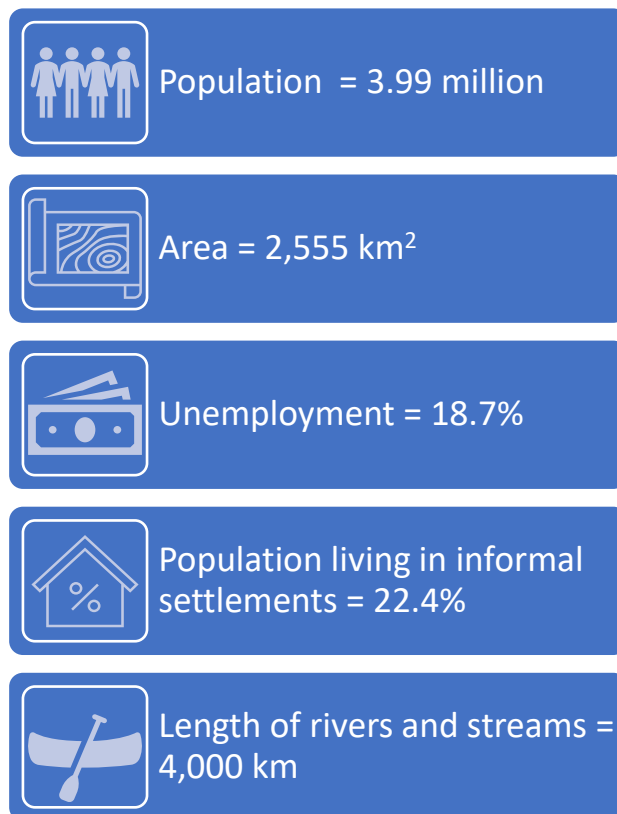 Population = 3.99 million
Area = 2,555 km²
Unemployment = 18.7%
Population living in informal
settlements = 22.4%
Length of rivers and streams =
4,000 km